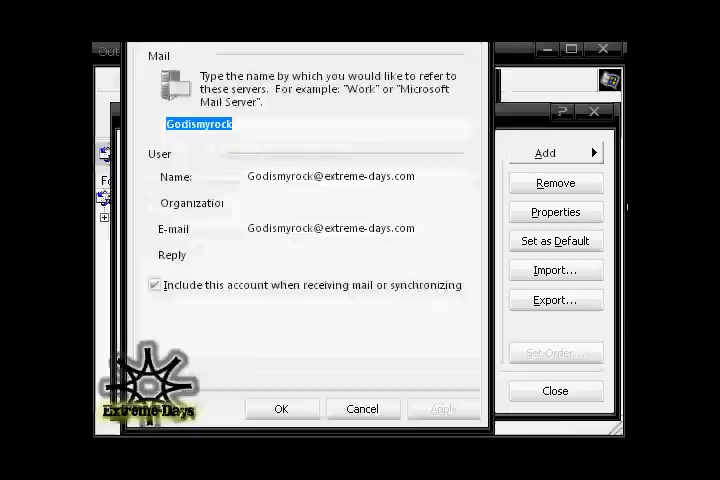 Out
Mail
Type the name by which you would like to refer to
these servers. For example: "Work" or "Microsoft
Mail Server".
Godismyrock
User
Name: Godismyrock@extreme-days.com
Organization
E-mail Godismyrock@extreme-days.com
Reply
Include this account when receiving mail or synchronizing
OK Cancel Apply
Add
Remove
Properties
Set as Default
Import...
Export...
Set Order...
Close
Fo
Extreme-Days